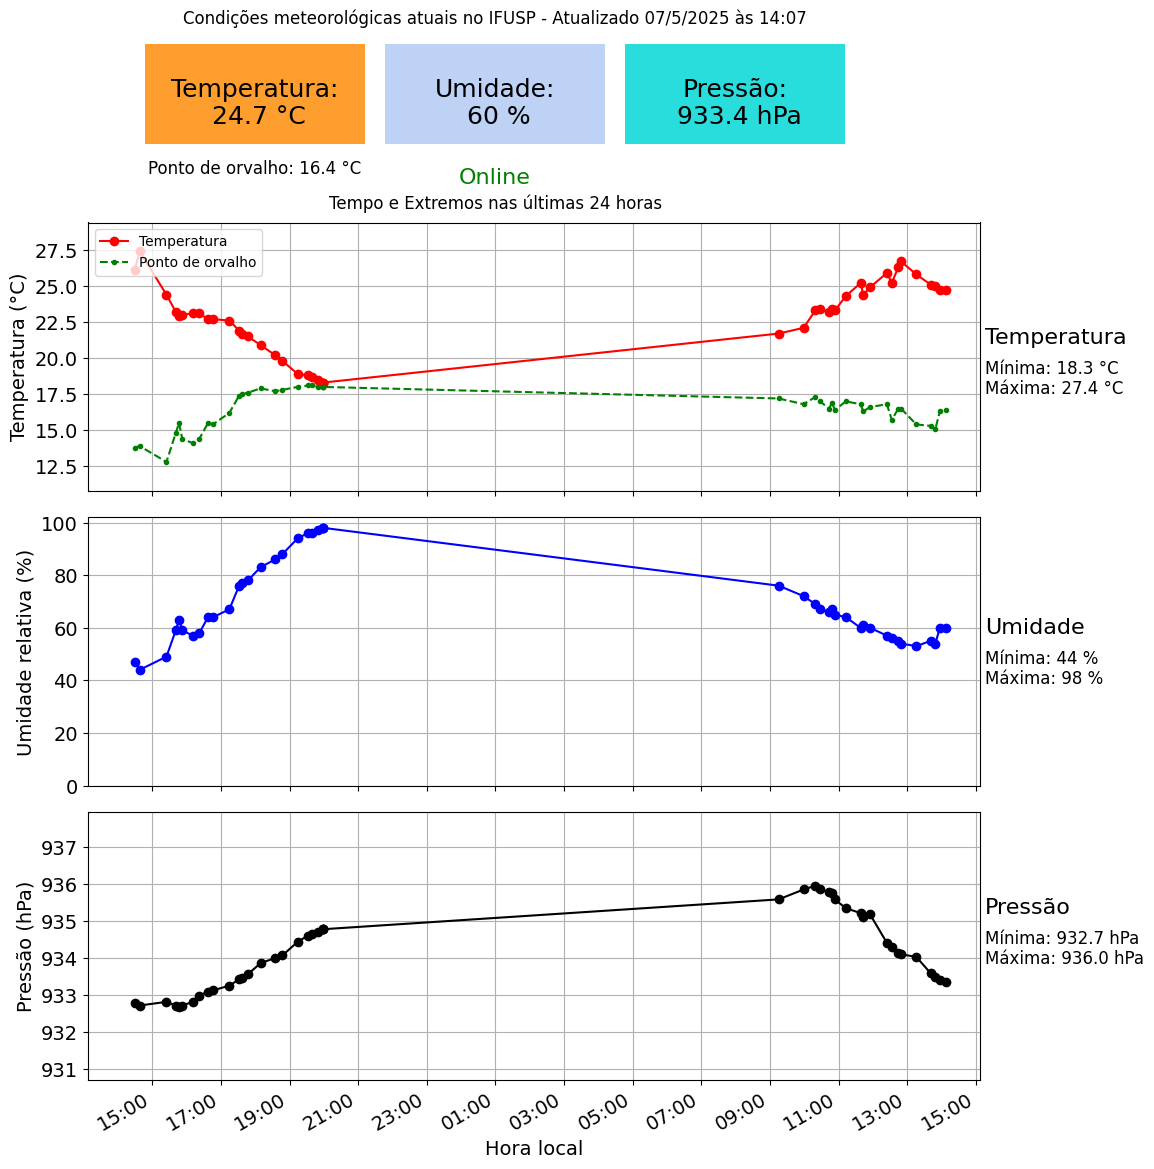 Condições meteorológicas atuais no IFUSP - Atualizado 07/5/2025 às 14:07
Temperatura:
24.7 °C
Umidade:
60 %
Pressão:
933.4 hPa
Ponto de orvalho: 16.4 °C
Online
Tempo e Extremos nas últimas 24 horas
Temperatura
Ponto de orvalho
Temperatura (°C)
27.5
25.0
22.5
20.0
17.5
15.0
12.5
Temperatura
Mínima: 18.3 °C
Máxima: 27.4 °C
Umidade relativa (%)
100
80
60
40
20
0
Umidade
Mínima: 44 %
Máxima: 98 %
Pressão (hPa)
937
936
935
934
933
932
931
Pressão
Mínima: 932.7 hPa
Máxima: 936.0 hPa
15:00 17:00 19:00 21:00 23:00 01:00 03:00 05:00 07:00 09:00 11:00 13:00 15:00
Hora local